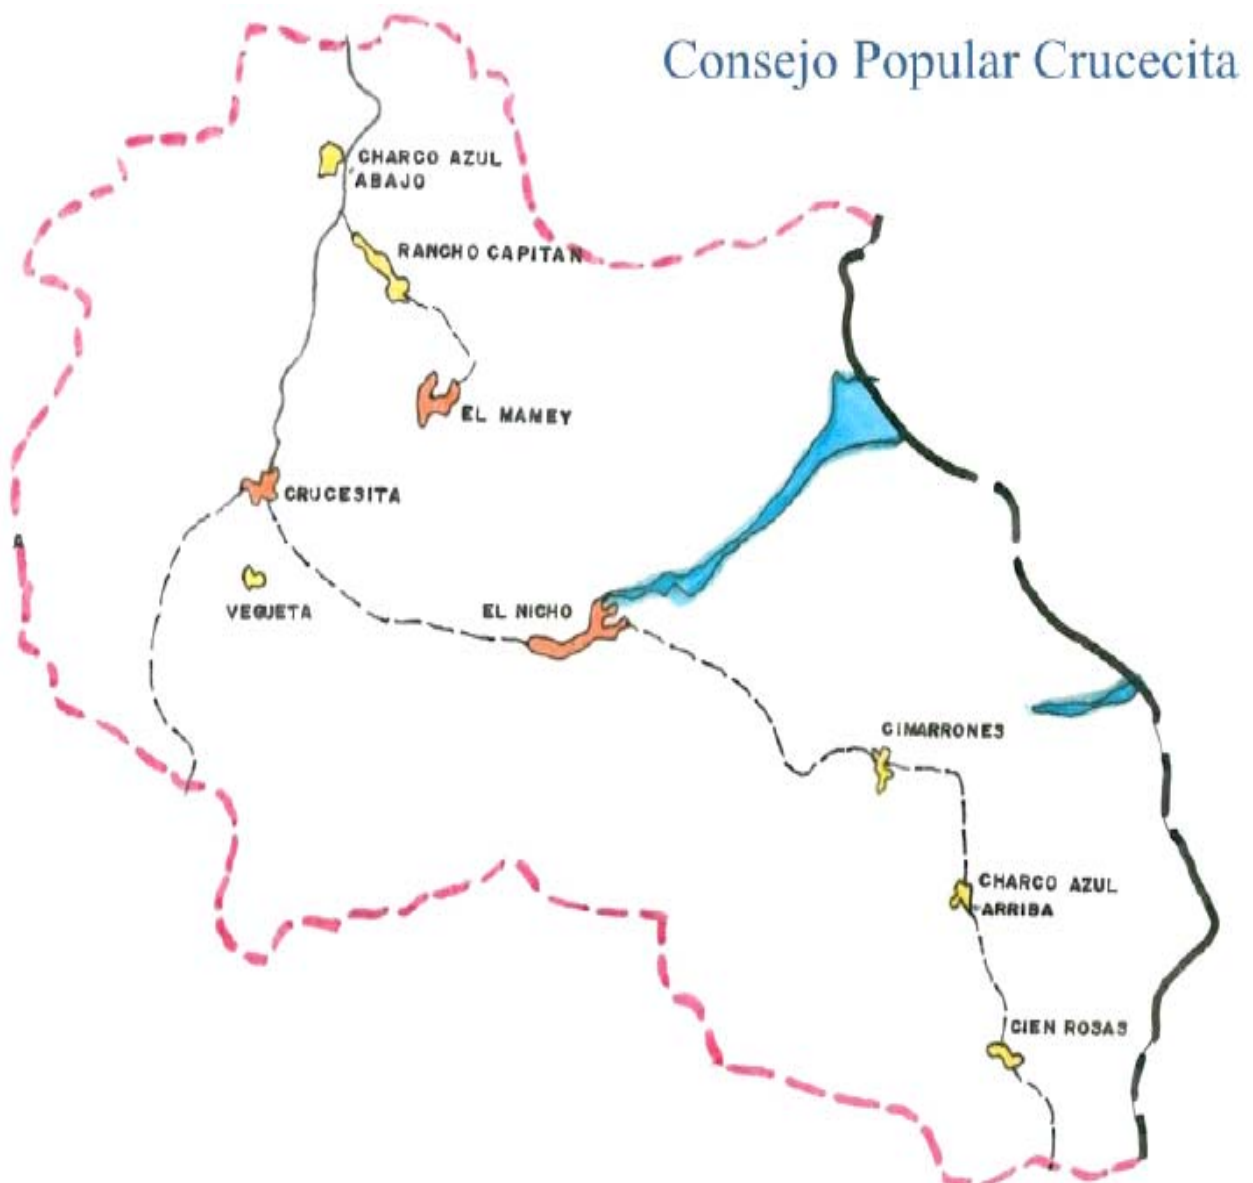 Consejo Popular Crucecita
CHARCO AZUL
ABAJO
RANCHO CAPITAN
EL MAMEY
CRUCESITA
VEGUETA
EL NICHO
CIMARRONES
CHARCO AZUL
ARRIBA
CIEN ROSAS